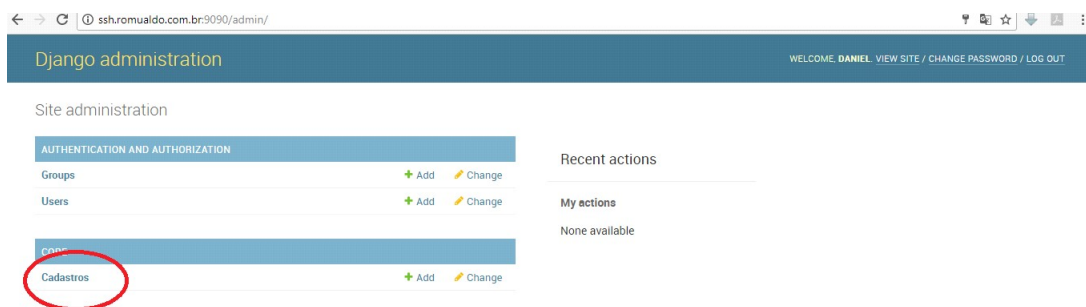 ssh.romualdo.com.br:9090/admin/
Django administration
WELCOME, DANIEL. VIEW SITE / CHANGE PASSWORD / LOG OUT
Site administration
AUTHENTICATION AND AUTHORIZATION
Groups + Add Change
Users + Add Change
CORE
Cadastros + Add Change
Recent actions
My actions
None available